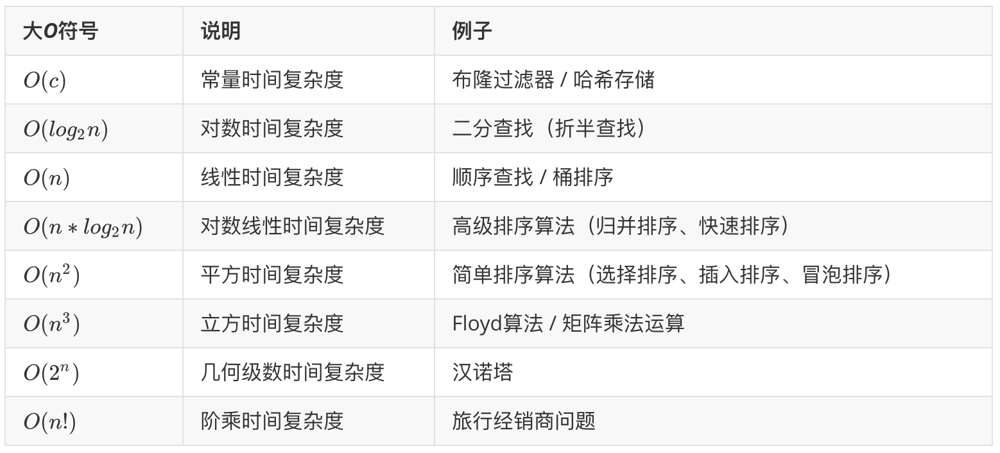 大O符号 说明 例子
O(c) 常量时间复杂度 布隆过滤器 / 哈希存储
O(log₂n) 对数时间复杂度 二分查找（折半查找）
O(n) 线性时间复杂度 顺序查找 / 桶排序
O(n * log₂n) 对数线性时间复杂度 高级排序算法（归并排序、快速排序）
O(n²) 平方时间复杂度 简单排序算法（选择排序、插入排序、冒泡排序）
O(n³) 立方时间复杂度 Floyd算法 / 矩阵乘法运算
O(2ⁿ) 几何级数时间复杂度 汉诺塔
O(n!) 阶乘时间复杂度 旅行经销商问题